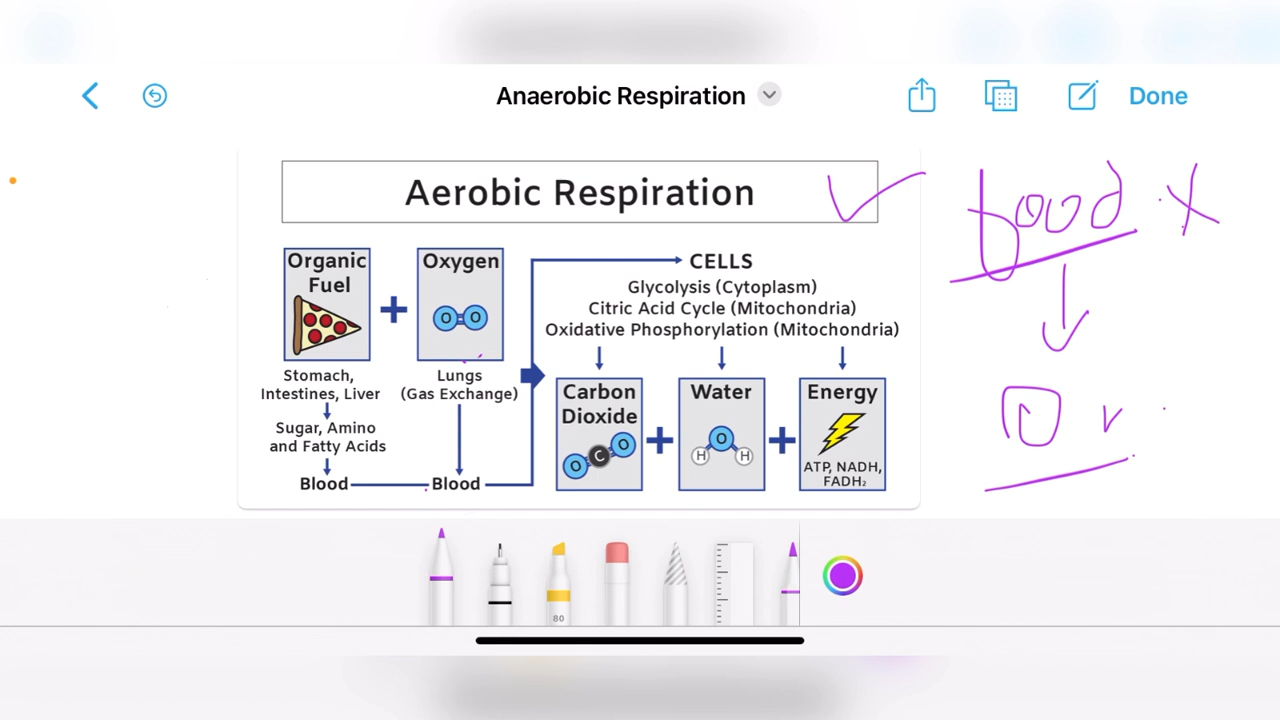 Anaerobic Respiration
Done
Aerobic Respiration
food x
Organic
Fuel
Oxygen
CELLS
Glycolysis (Cytoplasm)
Citric Acid Cycle (Mitochondria)
Oxidative Phosphorylation (Mitochondria)
Stomach,
Intestines, Liver
Sugar, Amino
and Fatty Acids
Blood
Lungs
(Gas Exchange)
Blood
Carbon
Dioxide
O C O
Water
O
H H
Energy
ATP, NADH,
FADH₂
O O
80